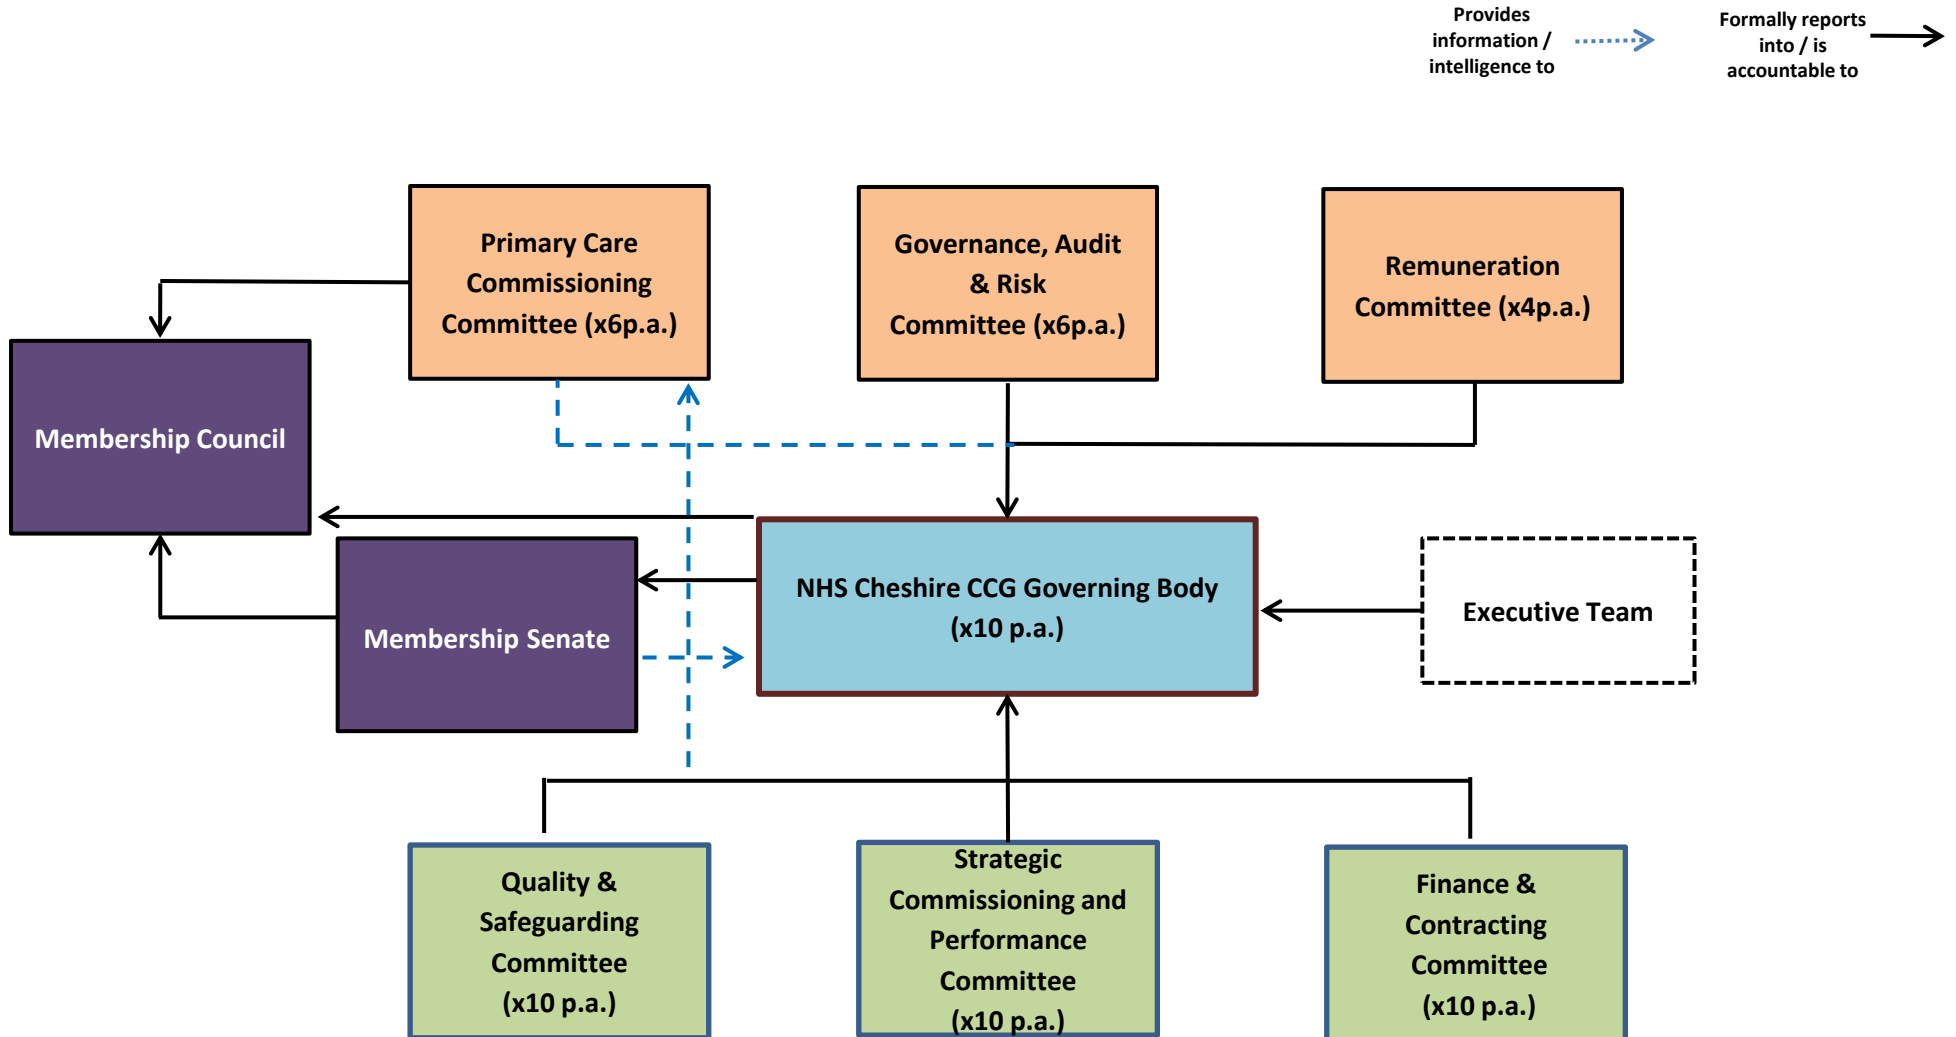 Provides
information /
intelligence to
Formally reports
into / is
accountable to
Primary Care
Commissioning
Committee (x6p.a.)
Governance, Audit
& Risk
Committee (x6p.a.)
Remuneration
Committee (x4p.a.)
Membership Council
NHS Cheshire CCG Governing Body
(x10 p.a.)
Executive Team
Membership Senate
Quality &
Safeguarding
Committee
(x10 p.a.)
Strategic
Commissioning and
Performance
Committee
(x10 p.a.)
Finance &
Contracting
Committee
(x10 p.a.)